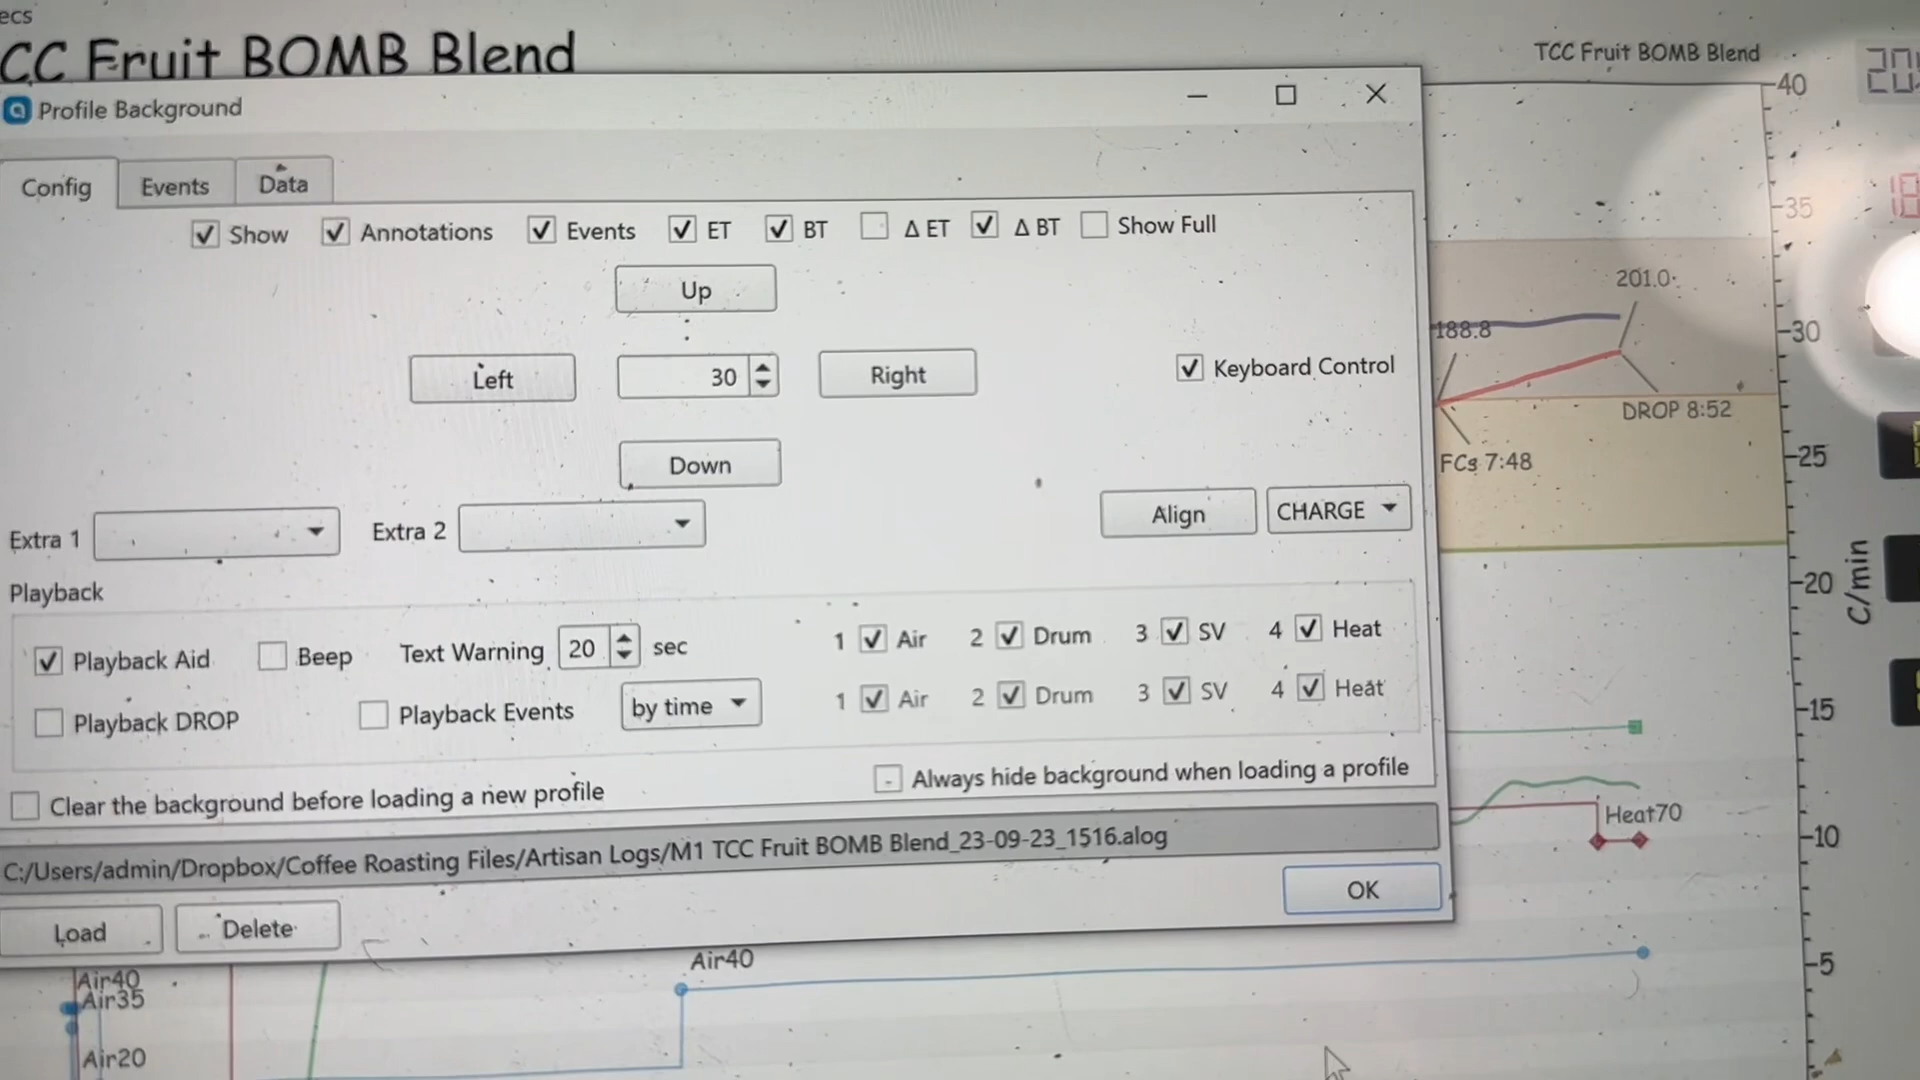 ecs
CC Fruit BOMB Blend
TCC Fruit BOMB Blend
Profile Background
Config Events Data
Show Annotations Events ET BT Δ ET Δ BT Show Full
Up
Left 30 Right Keyboard Control
Down
Extra 1 Extra 2 Align CHARGE
Playback
Playback Aid Beep Text Warning 20 sec 1 Air 2 Drum 3 SV 4 Heat
Playback DROP Playback Events by time 1 Air 2 Drum 3 SV 4 Heat
Clear the background before loading a new profile Always hide background when loading a profile
C:/Users/admin/Dropbox/Coffee Roasting Files/Artisan Logs/M1 TCC Fruit BOMB Blend_23-09-23_1516.alog
OK
Load Delete
40
35
30
25
20
15
10
5
C/min
201.0
188.8
DROP 8:52
FCs 7:48
Heat70
Air40
Air40
Air35
Air20